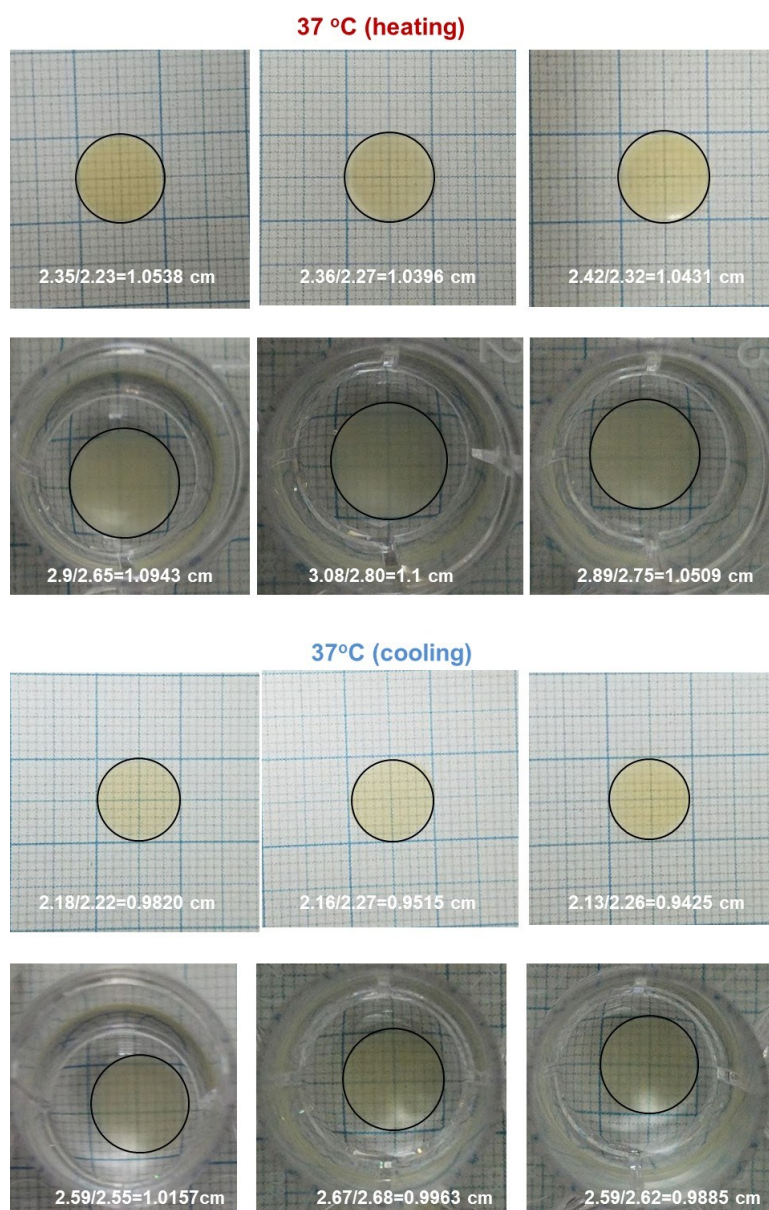 37 °C (heating)
2.35/2.23=1.0538 cm
2.36/2.27=1.0396 cm
2.42/2.32=1.0431 cm
2.9/2.65=1.0943 cm
3.08/2.80=1.1 cm
2.89/2.75=1.0509 cm
37°C (cooling)
2.18/2.22=0.9820 cm
2.16/2.27=0.9515 cm
2.13/2.26=0.9425 cm
2.59/2.55=1.0157cm
2.67/2.68=0.9963 cm
2.59/2.62=0.9885 cm